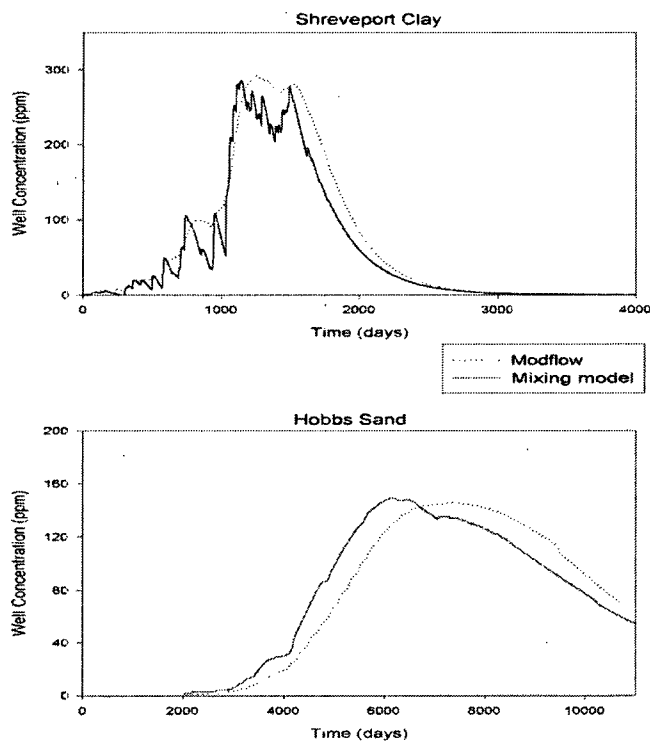 Shreveport Clay
Well Concentration (ppm)
300
200
100
0
0 1000 2000 3000 4000
Time (days)
Modflow
Mixing model
Hobbs Sand
Well Concentration (ppm)
200
160
120
80
40
0
0 2000 4000 6000 8000 10000
Time (days)